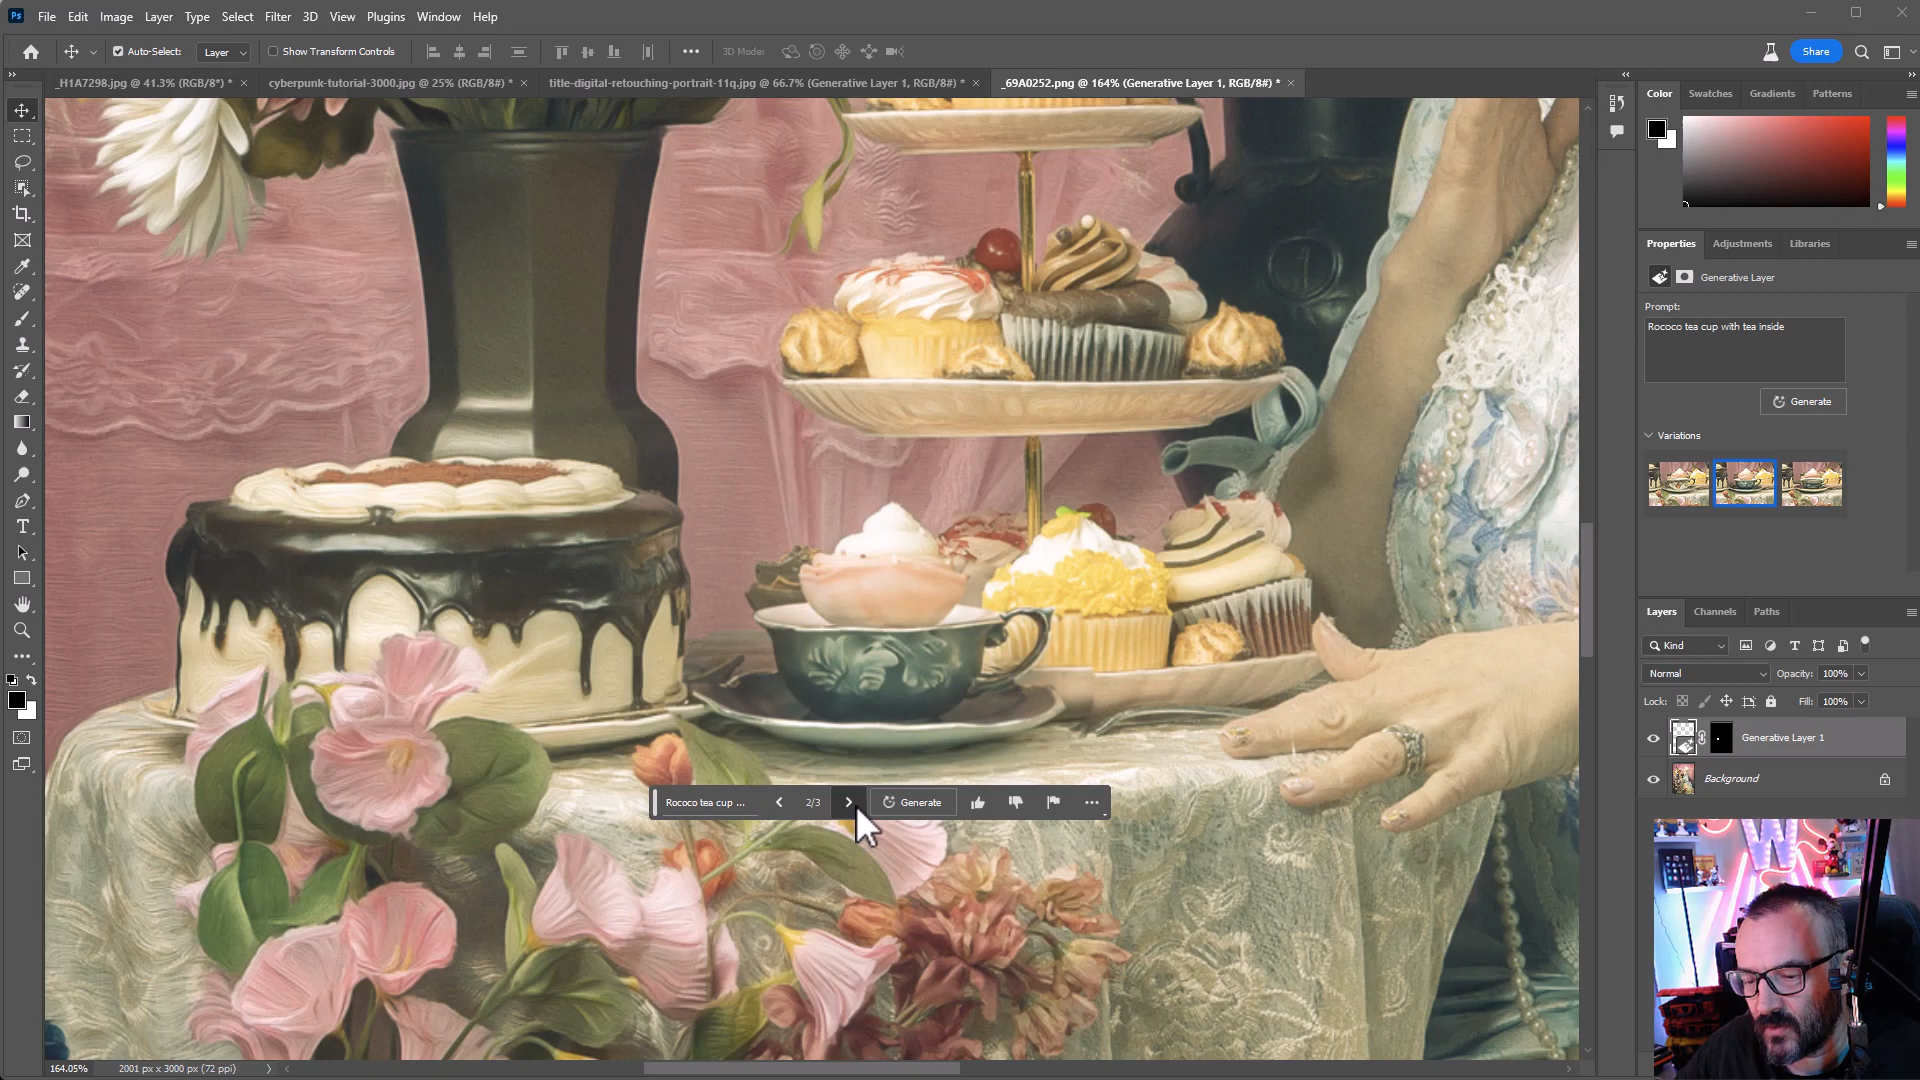 Ps File Edit Image Layer Type Select Filter 3D View Plugins Window Help
Auto-Select: Layer Show Transform Controls 3D Mode: Share
_H1A7298.jpg @ 41.3% (RGB/8*) * cyberpunk-tutorial-3000.jpg @ 25% (RGB/8#) * title-digital-retouching-portrait-11q.jpg @ 66.7% (Generative Layer 1, RGB/8#) * _69A0252.png @ 164% (Generative Layer 1, RGB/8#) *
Color Swatches Gradients Patterns
Properties Adjustments Libraries
Generative Layer
Prompt:
Rococo tea cup with tea inside
Generate
Variations
Layers Channels Paths
Kind
Normal Opacity: 100%
Lock: Fill: 100%
Generative Layer 1
Background
Rococo tea cup ... 2/3 Generate
164.05% 2001 px x 3000 px (72 ppi)